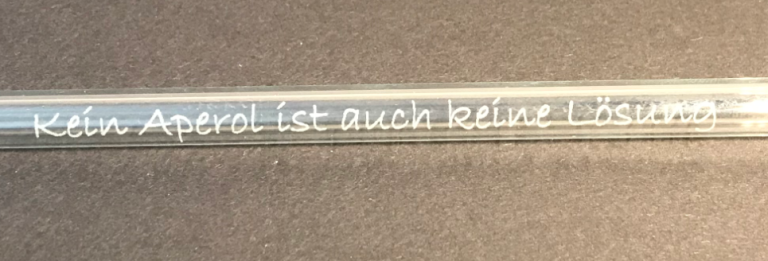 Kein Aperol ist auch keine Lösung